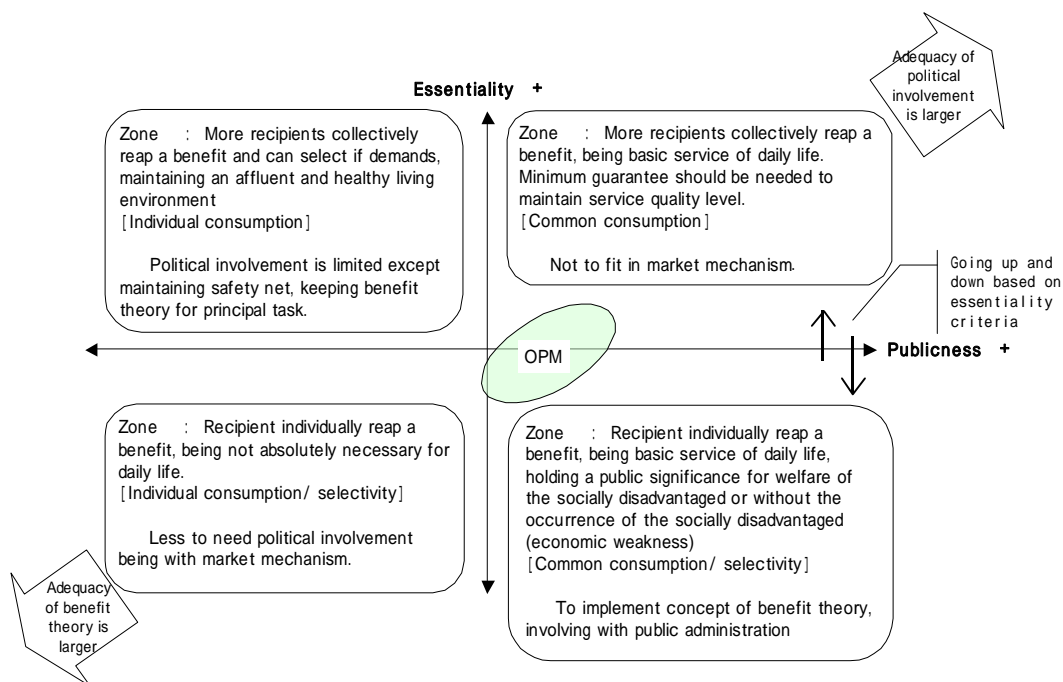 Adequacy of
political
involvement
is larger
Essentiality +
Zone : More recipients collectively
reap a benefit and can select if demands,
maintaining an affluent and healthy living
environment
[Individual consumption]
Political involvement is limited except
maintaining safety net, keeping benefit
theory for principal task.
Zone : More recipients collectively reap a
benefit, being basic service of daily life.
Minimum guarantee should be needed to
maintain service quality level.
[Common consumption]
Not to fit in market mechanism.
Going up and
down based on
essentiality
criteria
OPM
Publicness +
Zone : Recipient individually reap a
benefit, being not absolutely necessary for
daily life.
[Individual consumption/ selectivity]
Less to need political involvement
being with market mechanism.
Zone : Recipient individually reap a
benefit, being basic service of daily life,
holding a public significance for welfare of
the socially disadvantaged or without the
occurrence of the socially disadvantaged
(economic weakness)
[Common consumption/ selectivity]
To implement concept of benefit theory,
involving with public administration
Adequacy
of benefit
theory is
larger